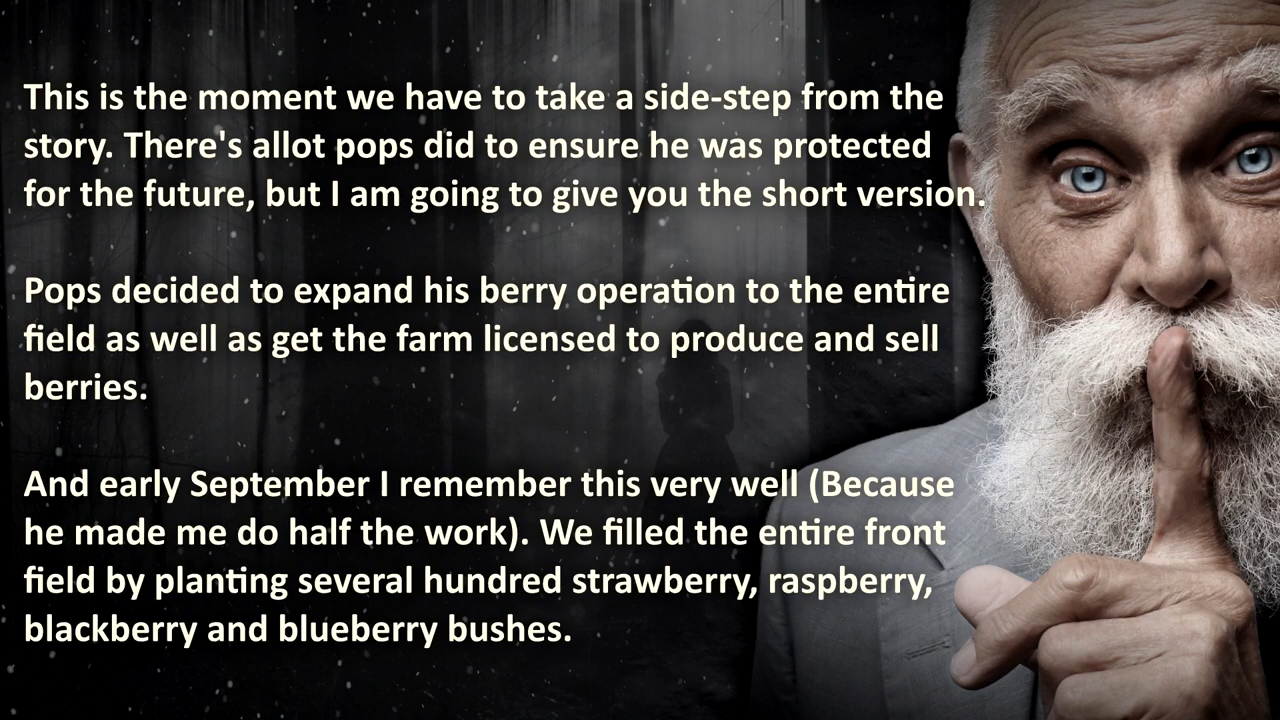 This is the moment we have to take a side-step from the
story. There's allot pops did to ensure he was protected
for the future, but I am going to give you the short version.
Pops decided to expand his berry operation to the entire
field as well as get the farm licensed to produce and sell
berries.
And early September I remember this very well (Because
he made me do half the work). We filled the entire front
field by planting several hundred strawberry, raspberry,
blackberry and blueberry bushes.